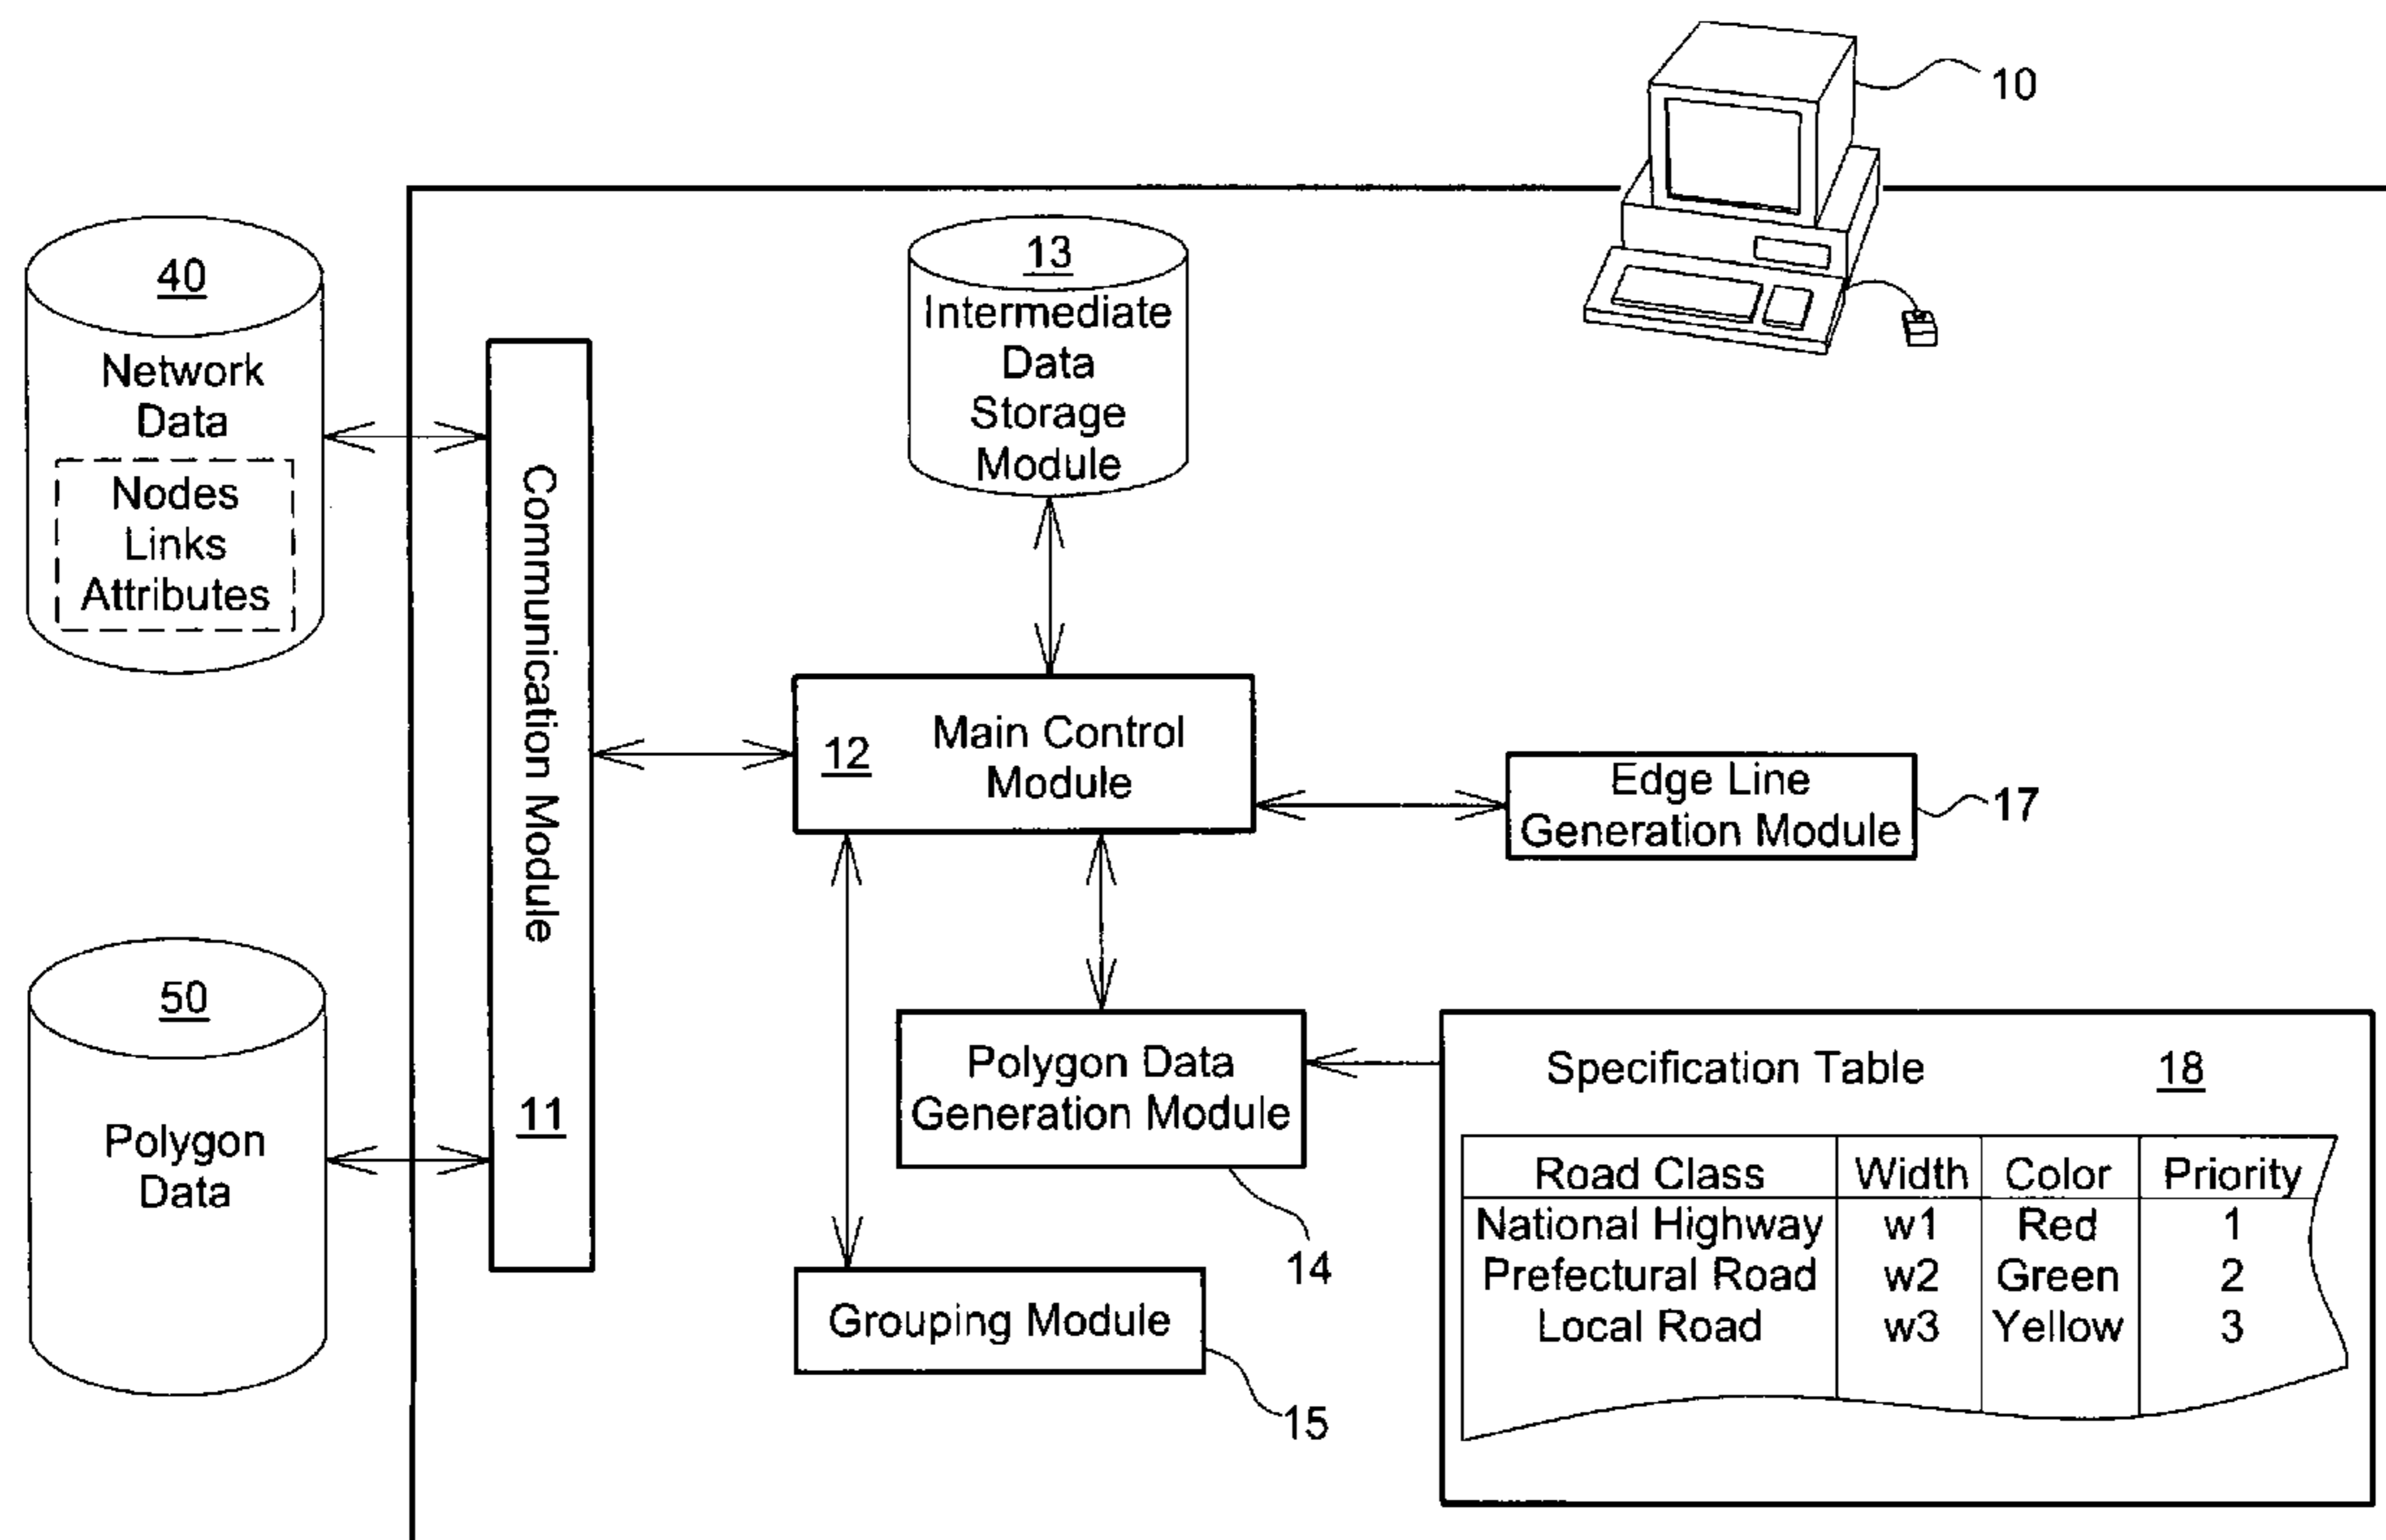 10
40
Network
Data
Nodes
Links
Attributes
13
Intermediate
Data
Storage
Module
Communication Module
11
12
Main Control
Module
Edge Line
Generation Module
17
50
Polygon
Data
Polygon Data
Generation Module
14
Grouping Module
15
Specification Table 18
Road Class Width Color Priority
National Highway w1 Red 1
Prefectural Road w2 Green 2
Local Road w3 Yellow 3